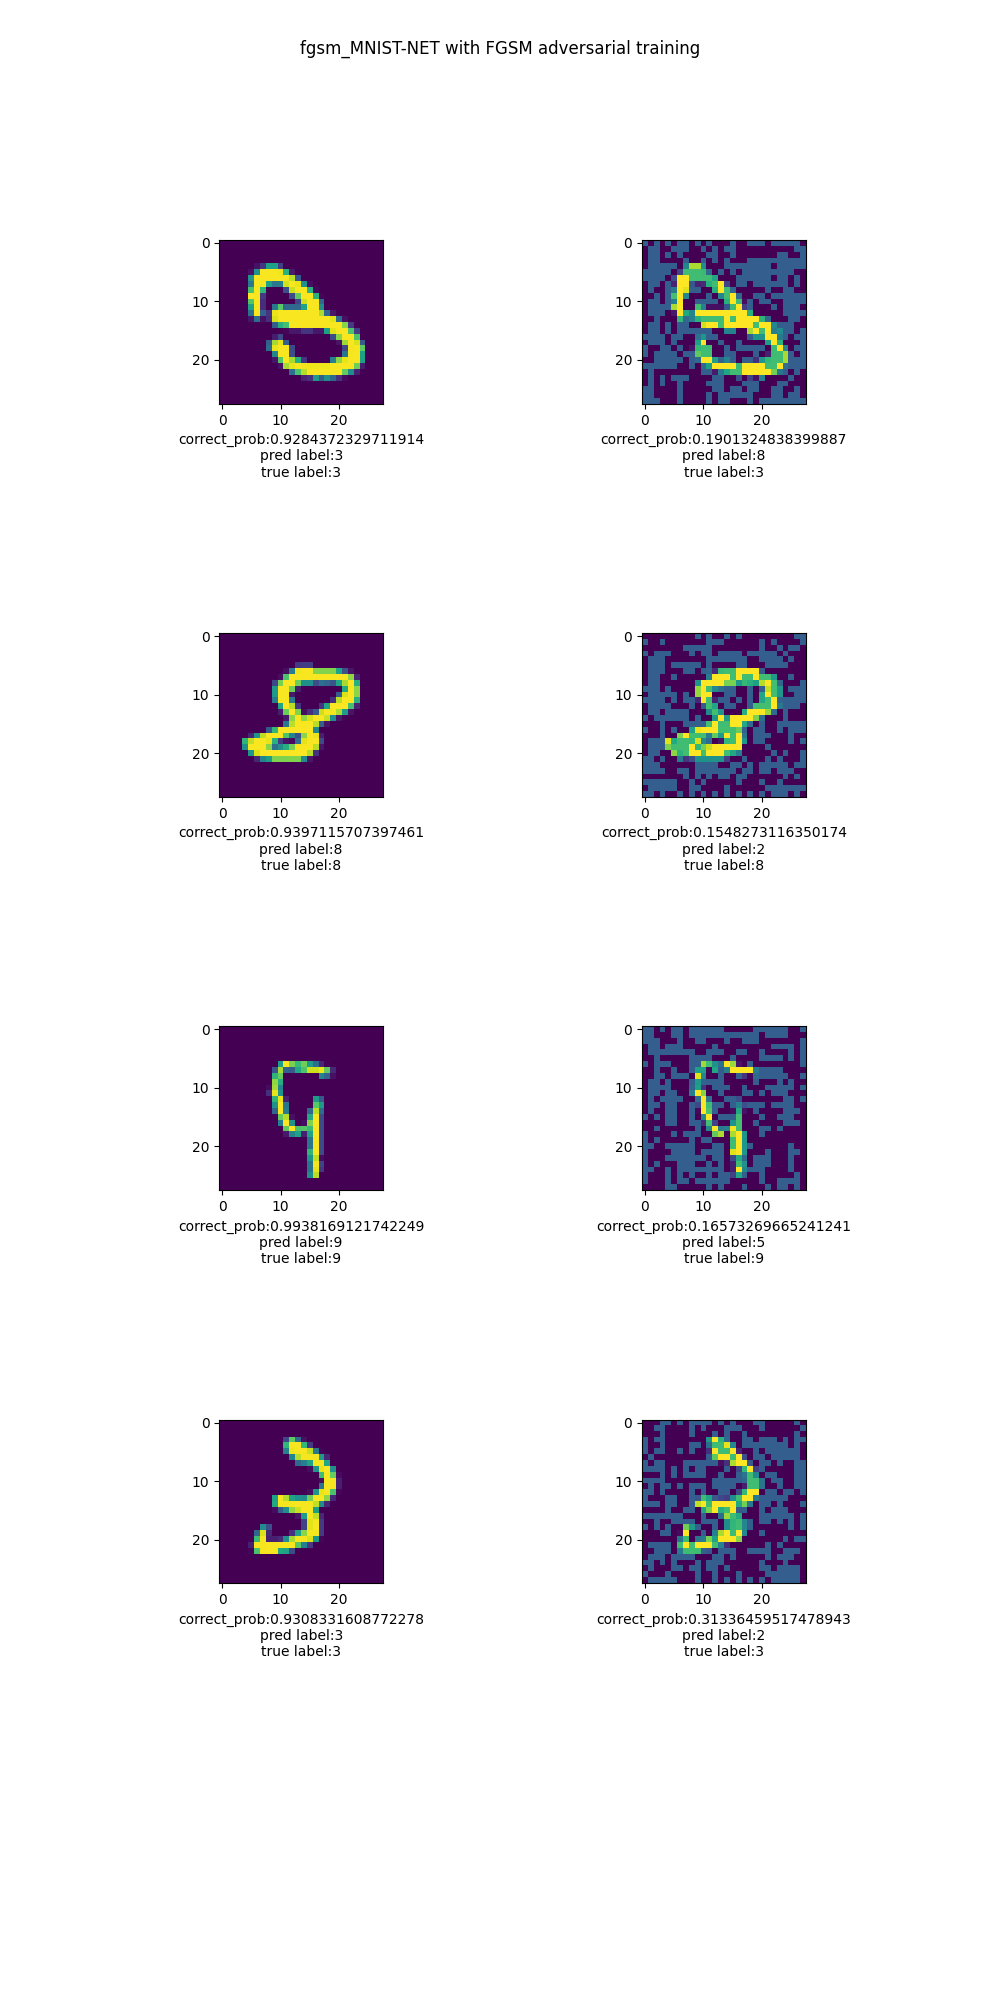 fgsm_MNIST-NET with FGSM adversarial training
0
10
20
0 10 20
correct_prob:0.9284372329711914
pred label:3
true label:3
0
10
20
0 10 20
correct_prob:0.1901324838399887
pred label:8
true label:3
0
10
20
0 10 20
correct_prob:0.9397115707397461
pred label:8
true label:8
0
10
20
0 10 20
correct_prob:0.1548273116350174
pred label:2
true label:8
0
10
20
0 10 20
correct_prob:0.9938169121742249
pred label:9
true label:9
0
10
20
0 10 20
correct_prob:0.16573269665241241
pred label:5
true label:9
0
10
20
0 10 20
correct_prob:0.9308331608772278
pred label:3
true label:3
0
10
20
0 10 20
correct_prob:0.31336459517478943
pred label:2
true label:3